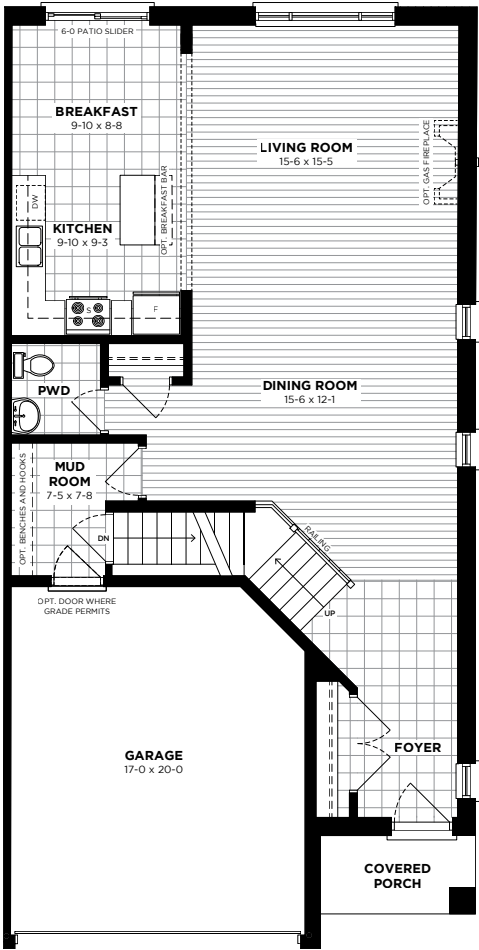 6-0 PATIO SLIDER
BREAKFAST
9-10 x 8-8
LIVING ROOM
15-6 x 15-5
OPT. GAS FIREPLACE
DW
KITCHEN
9-10 x 9-3
OPT. BREAKFAST BAR
S
F
PWD
DINING ROOM
15-6 x 12-1
MUD
ROOM
7-5 x 7-8
OPT. BENCHES AND HOOKS
DN
RAILING
UP
OPT. DOOR WHERE
GRADE PERMITS
FOYER
GARAGE
17-0 x 20-0
COVERED
PORCH